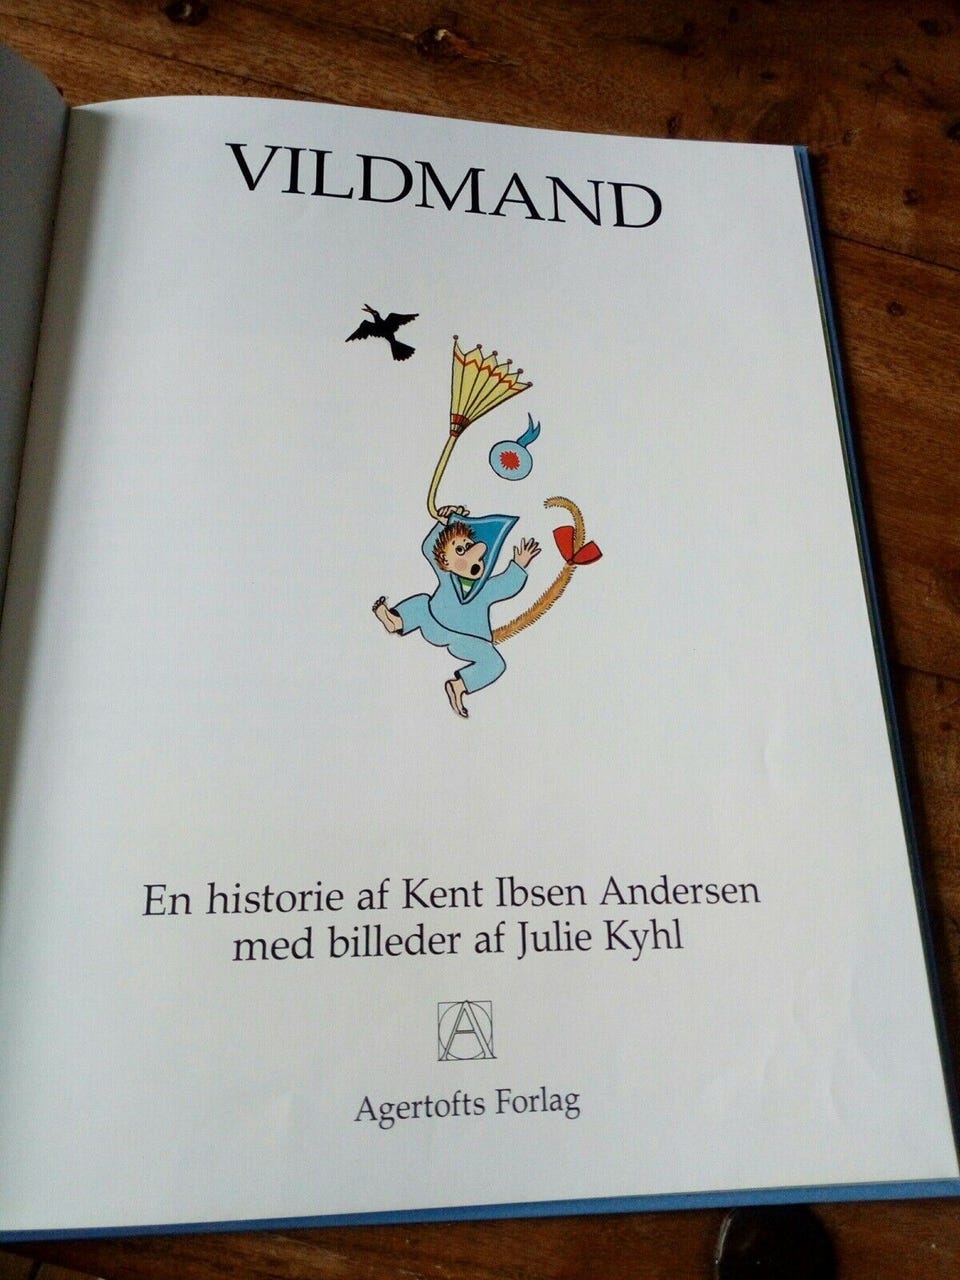 VILDMAND
En historie af Kent Ibsen Andersen
med billeder af Julie Kyhl
A
Agertofts Forlag